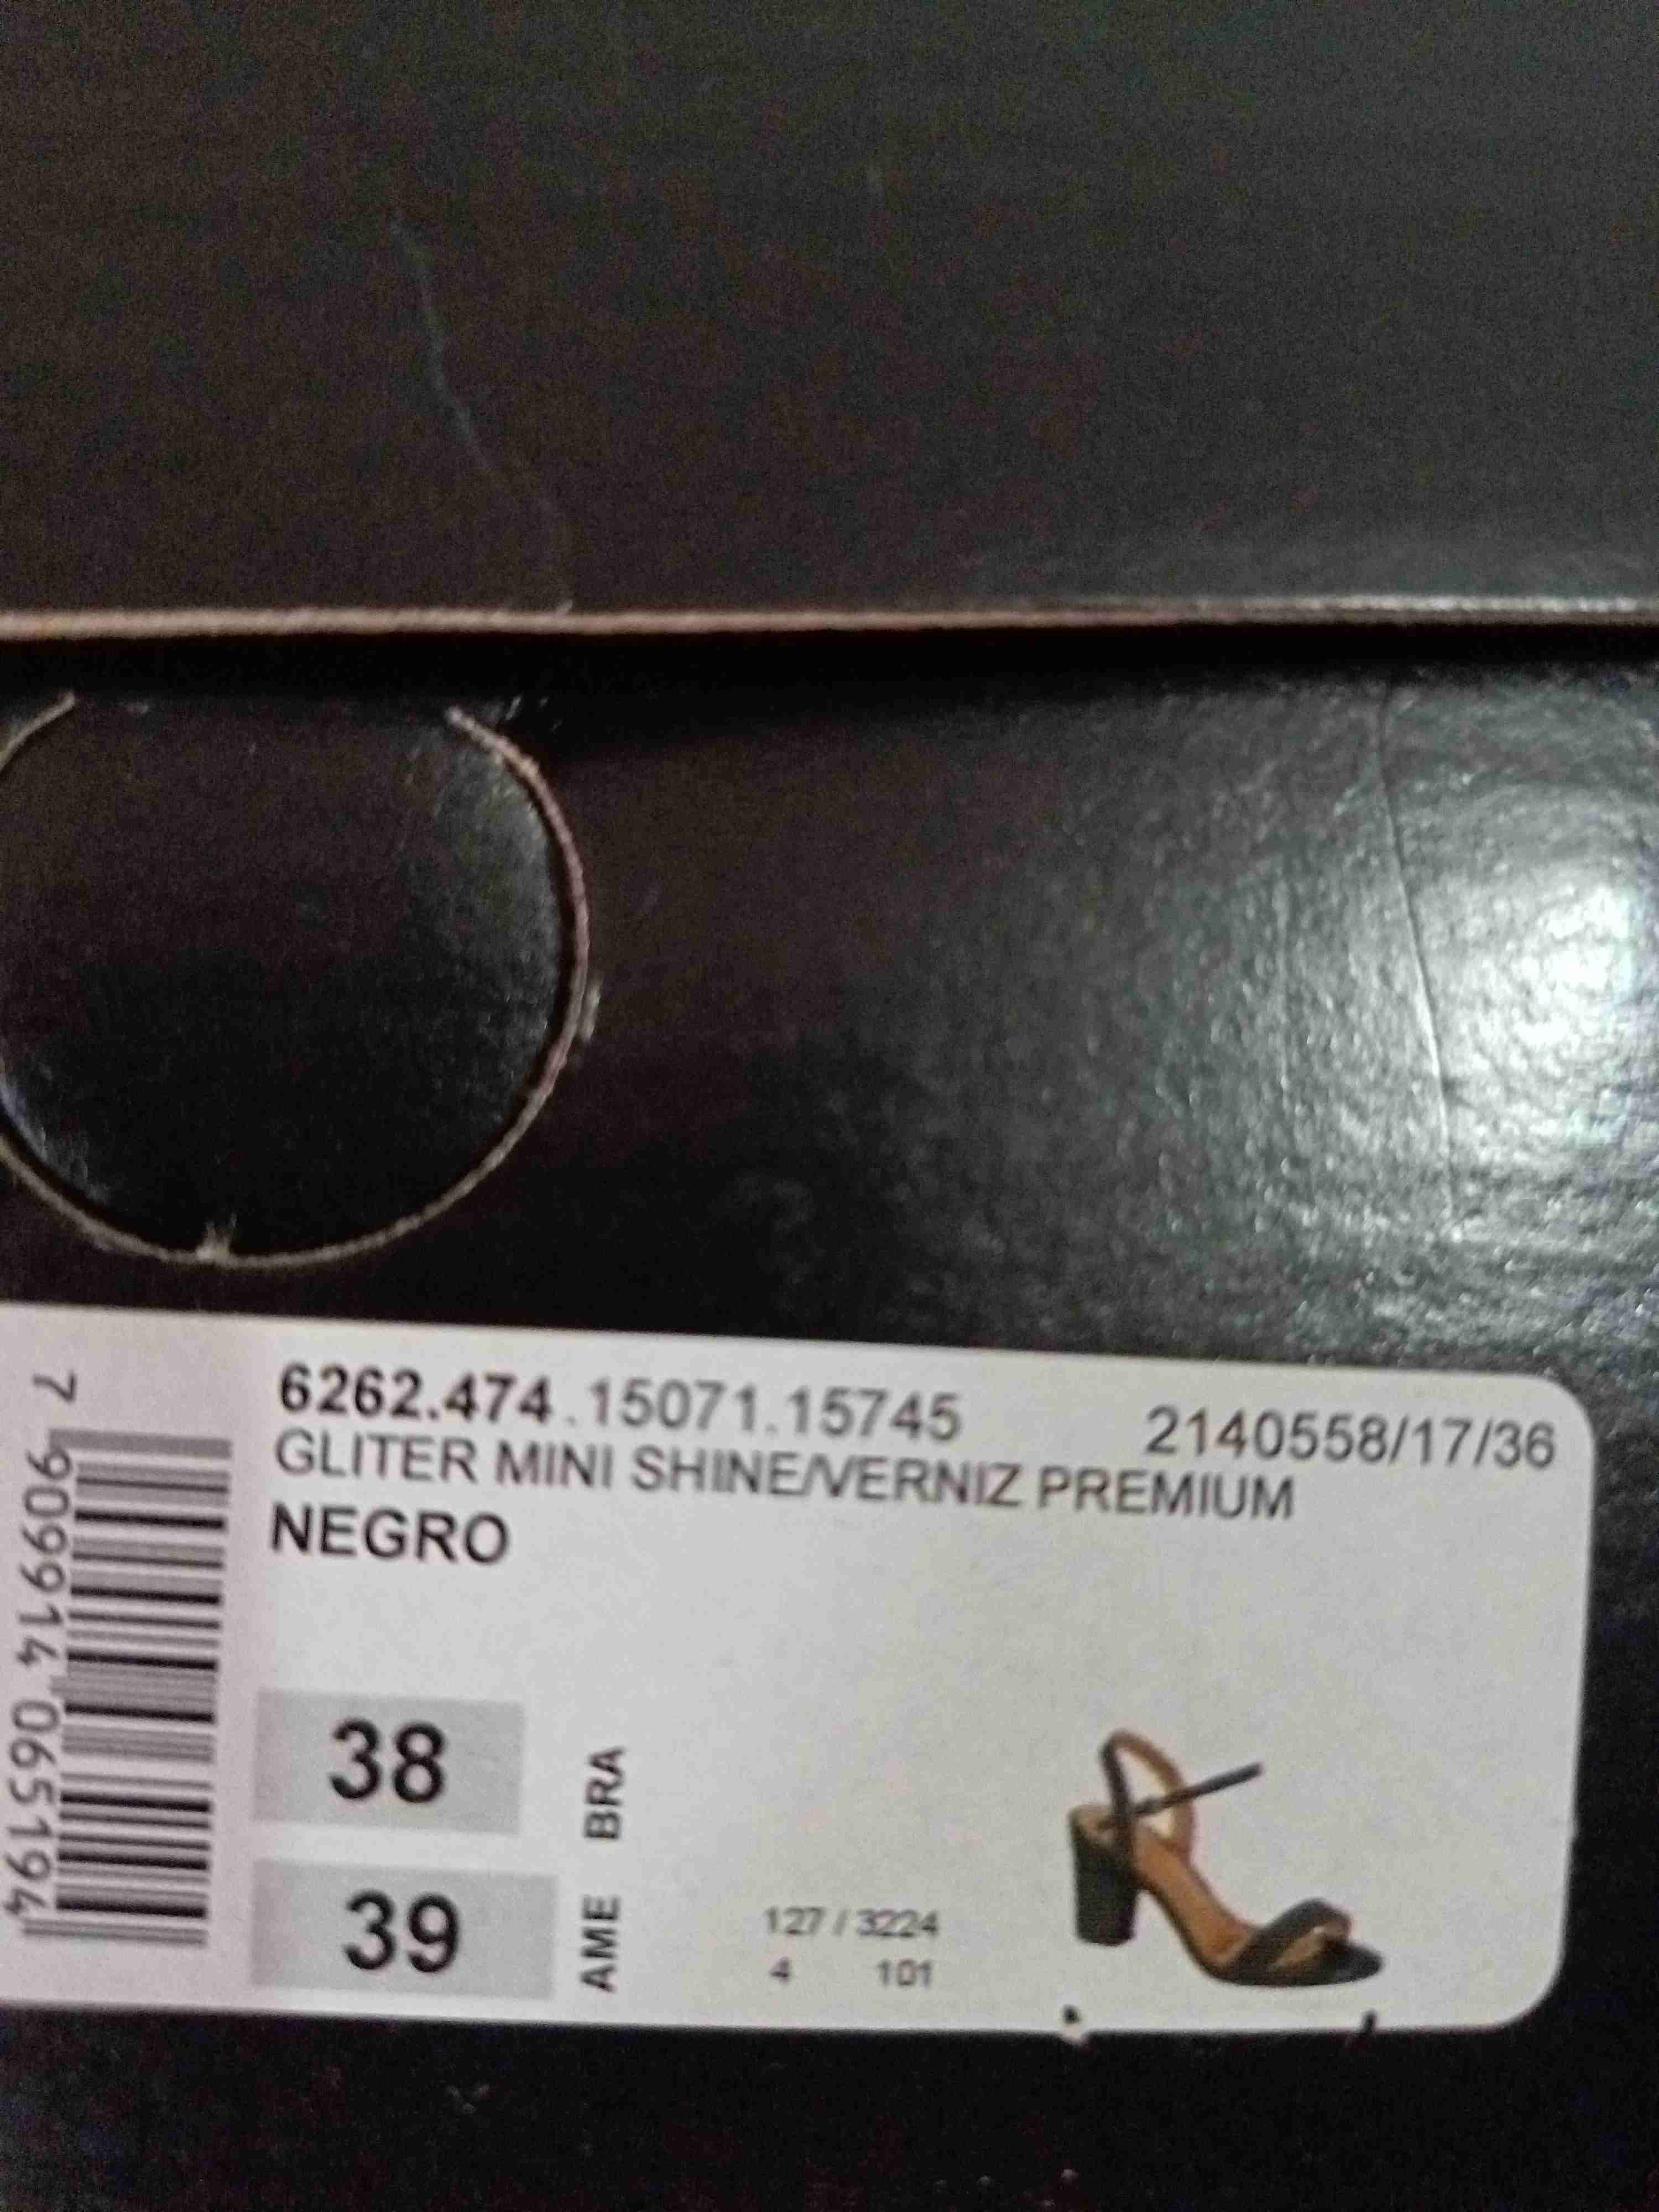 6262.474.15071.15745 2140558/17/36
GLITER MINI SHINE/VERNIZ PREMIUM
NEGRO
38 BRA
39 AME
127 / 3224
4 101
7 909914 065194